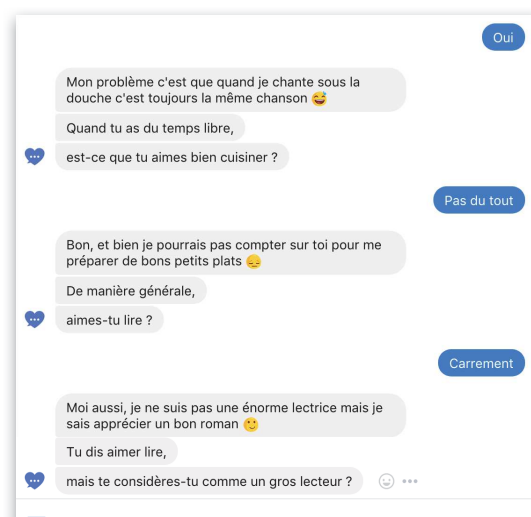 Oui
Mon problème c'est que quand je chante sous la
douche c'est toujours la même chanson 😅
Quand tu as du temps libre,
est-ce que tu aimes bien cuisiner ?
Pas du tout
Bon, et bien je pourrais pas compter sur toi pour me
préparer de bons petits plats 😔
De manière générale,
aimes-tu lire ?
Carrement
Moi aussi, je ne suis pas une énorme lectrice mais je
sais apprécier un bon roman 🙂
Tu dis aimer lire,
mais te considères-tu comme un gros lecteur ?